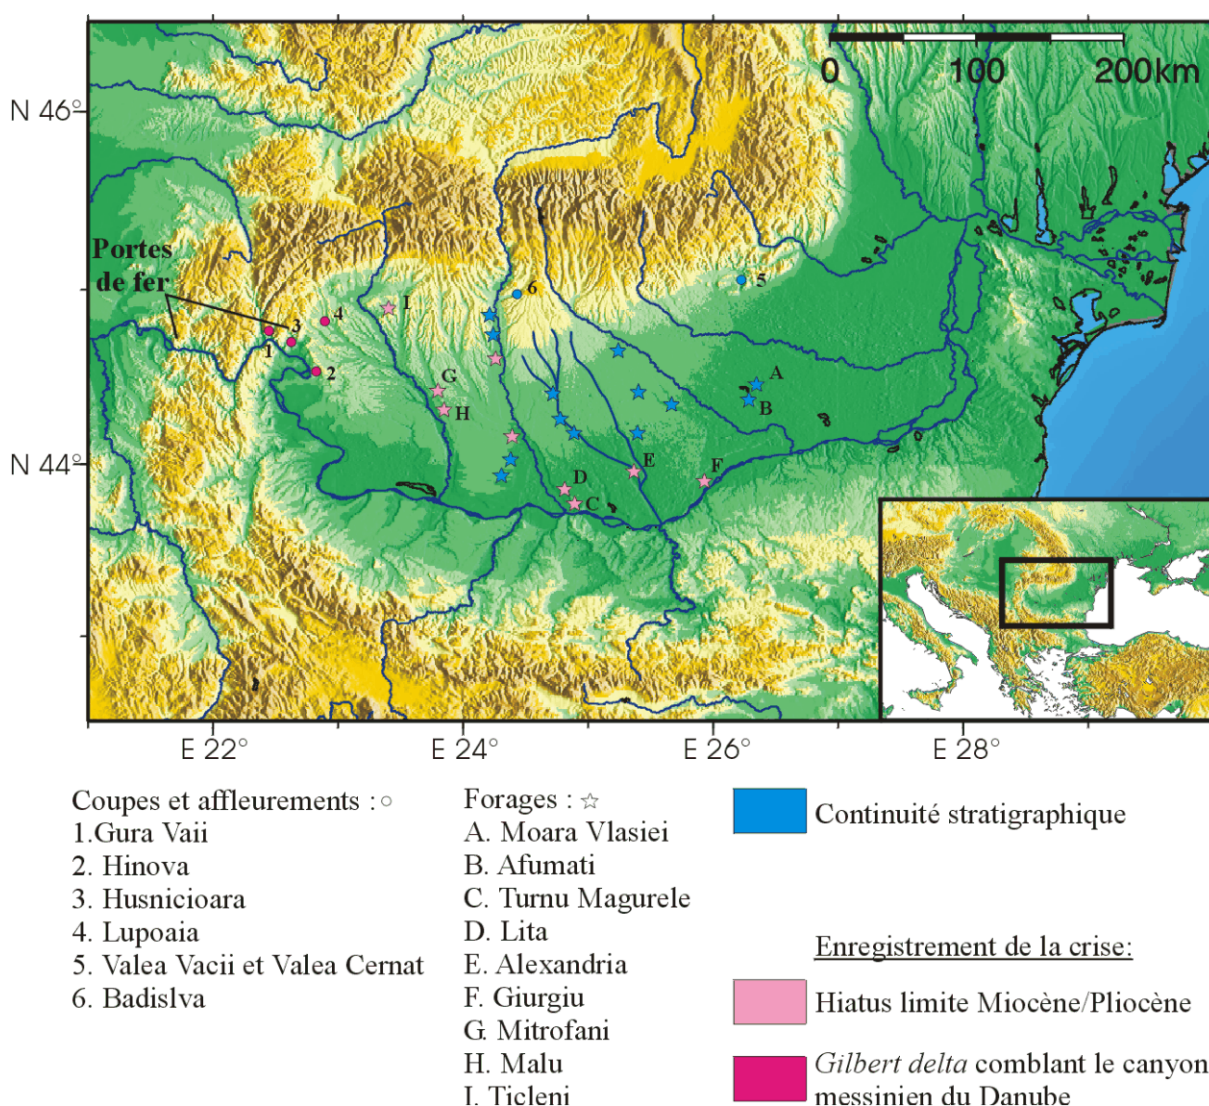 0 100 200km
N 46°
Portes
de fer
3
4
1
2
I
G
H
6
5
A
B
E
F
D
C
N 44°
E 22° E 24° E 26° E 28°
Coupes et affleurements :
1.Gura Vaii
2. Hinova
3. Husnicioara
4. Lupoaia
5. Valea Vacii et Valea Cernat
6. Badislva
Forages :
A. Moara Vlasiei
B. Afumati
C. Turnu Magurele
D. Lita
E. Alexandria
F. Giurgiu
G. Mitrofani
H. Malu
I. Ticleni
Continuité stratigraphique
Enregistrement de la crise:
Hiatus limite Miocène/Pliocène
Gilbert delta comblant le canyon
messinien du Danube